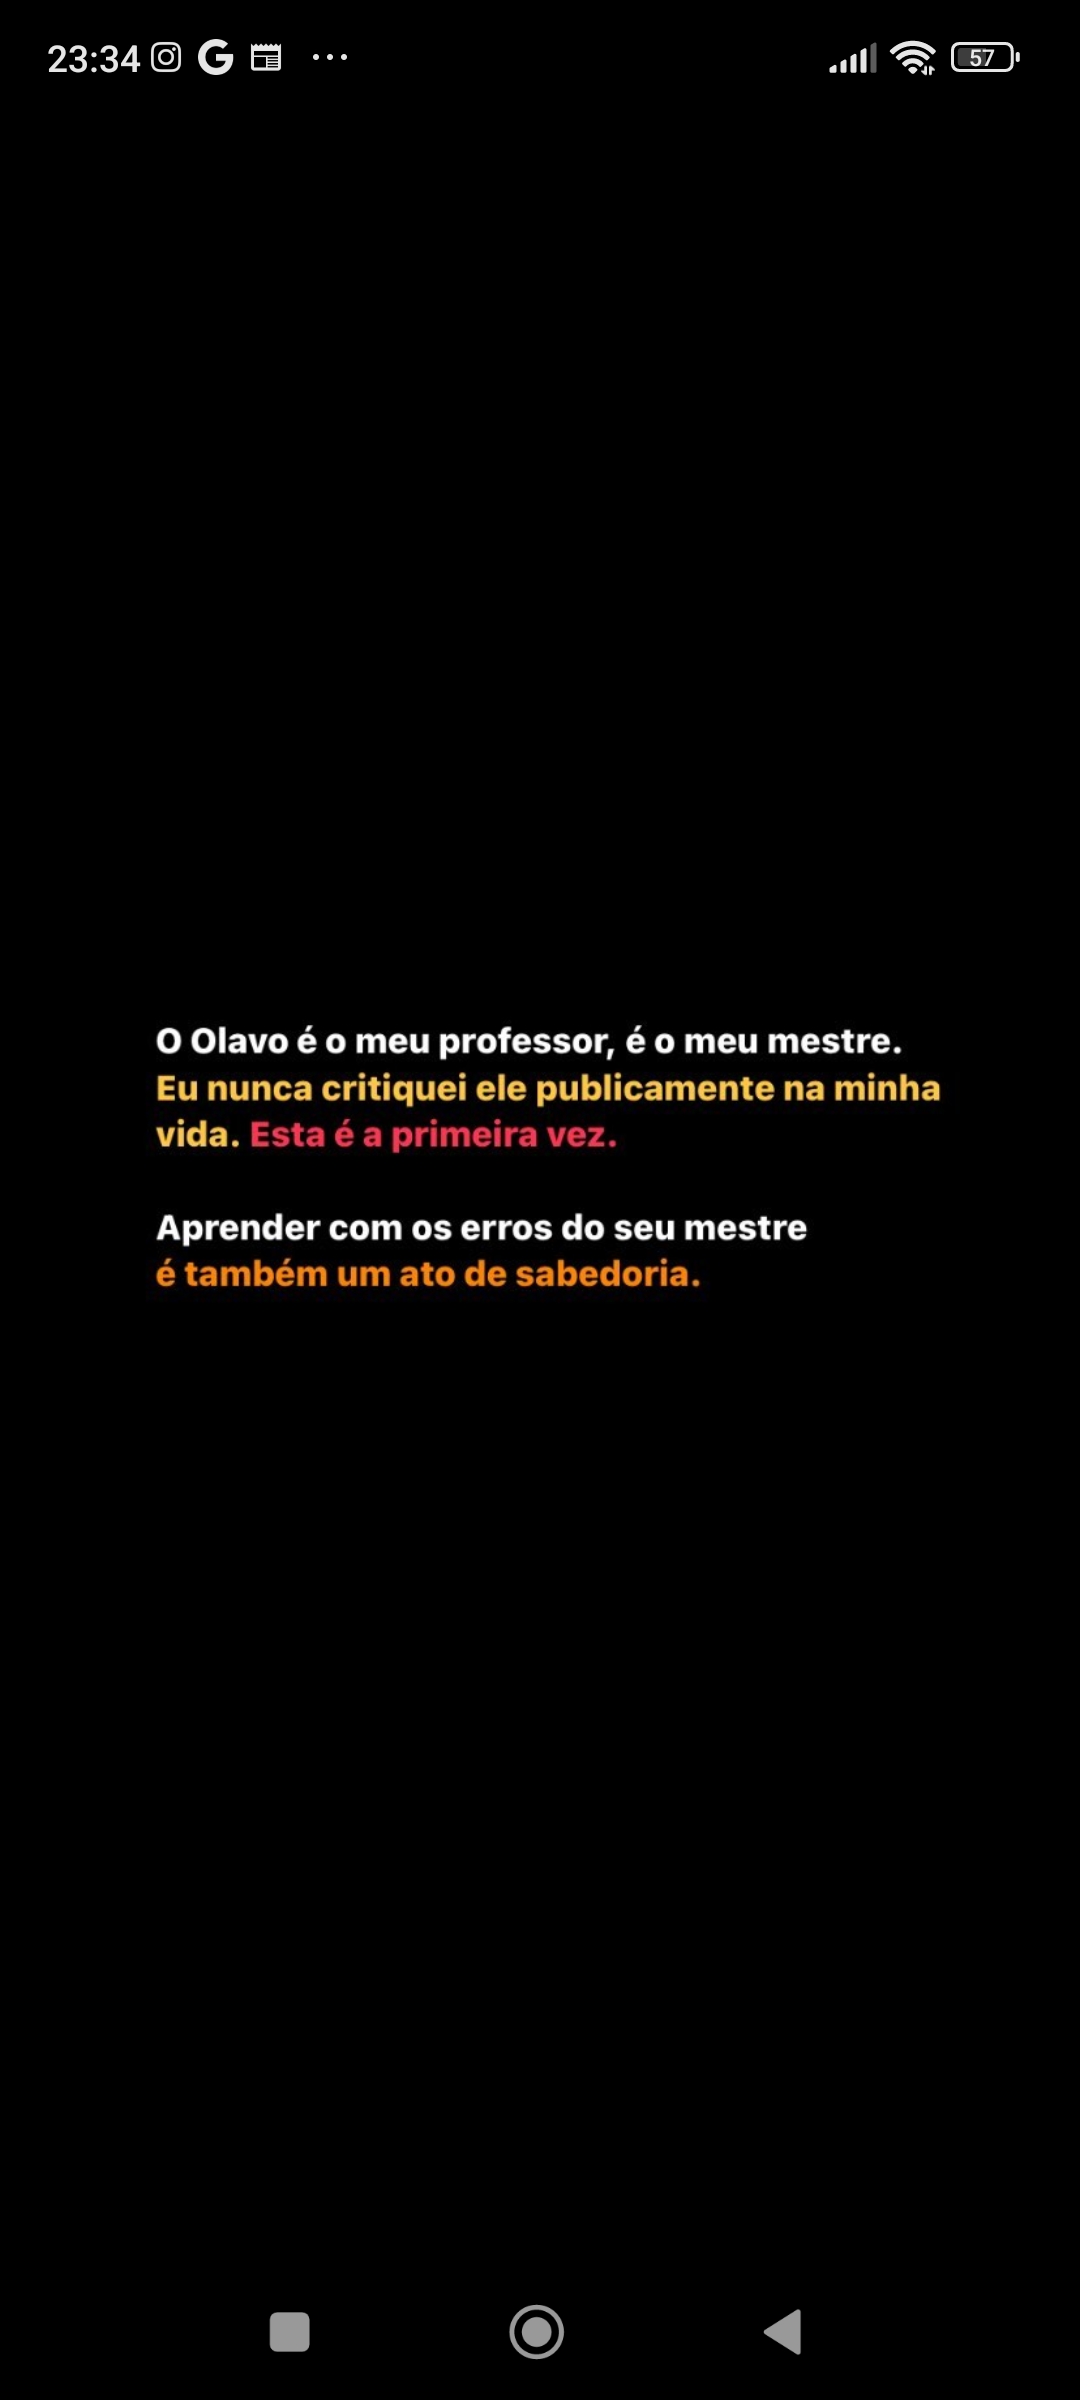 23:34
57
O Olavo é o meu professor, é o meu mestre.
Eu nunca critiquei ele publicamente na minha
vida. Esta é a primeira vez.
Aprender com os erros do seu mestre
é também um ato de sabedoria.